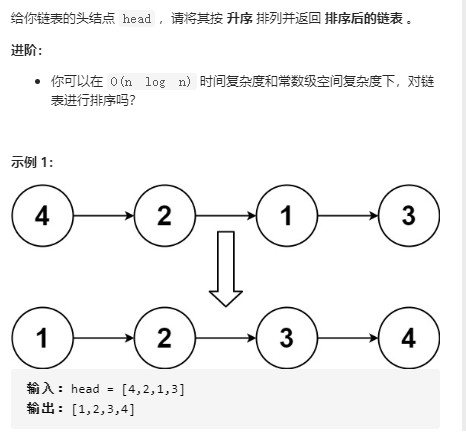 给你链表的头结点 head ，请将其按 升序 排列并返回 排序后的链表 。
进阶：
• 你可以在 O(n log n) 时间复杂度和常数级空间复杂度下，对链
表进行排序吗？
示例 1：
4 2 1 3
1 2 3 4
输入：head = [4,2,1,3]
输出：[1,2,3,4]